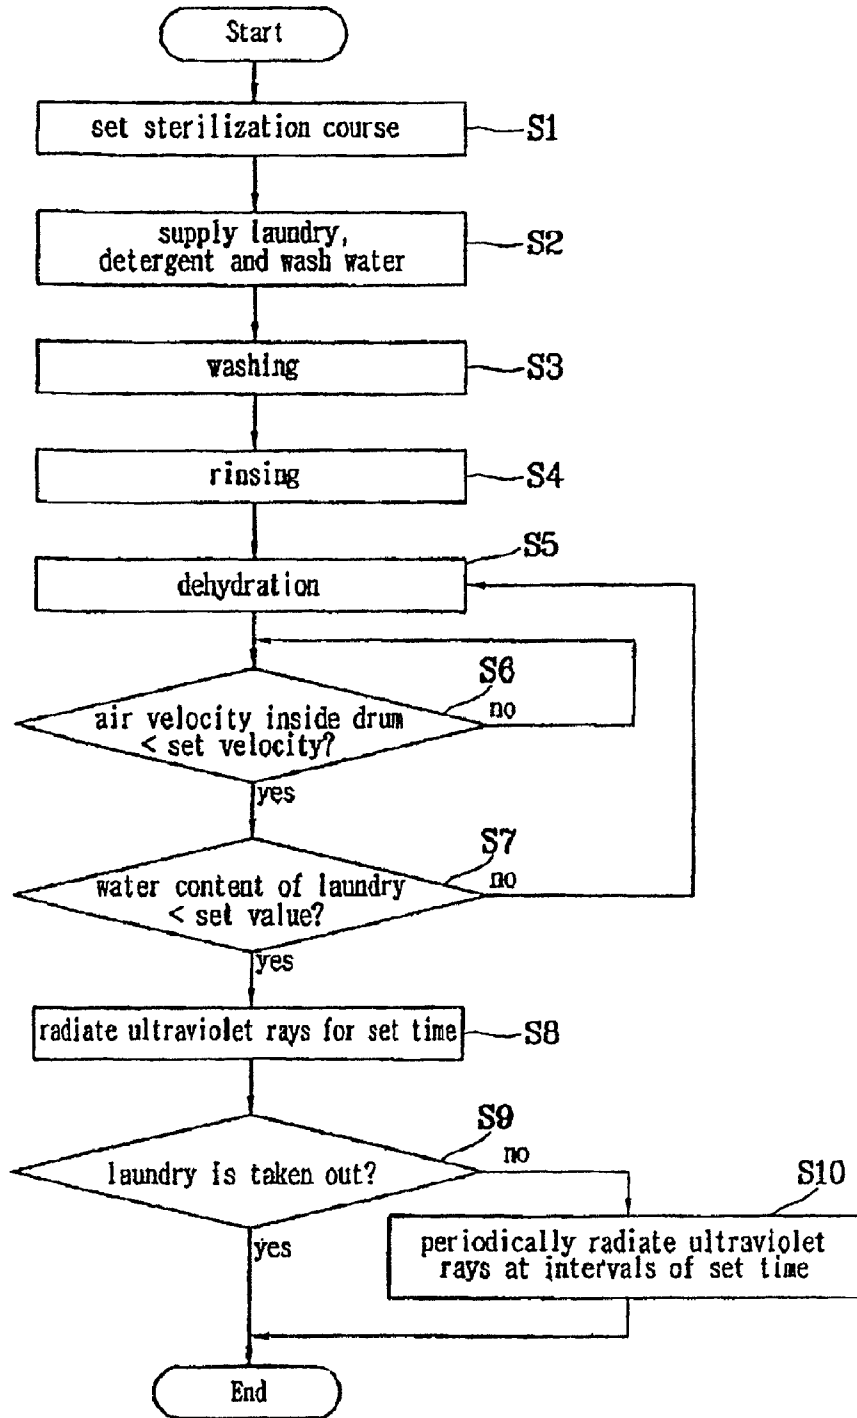 Start
set sterilization course
S1
supply laundry,
detergent and wash water
S2
washing
S3
rinsing
S4
S5
dehydration
S6
air velocity inside drum
< set velocity?
no
yes
S7
water content of laundry
< set value?
no
yes
radiate ultraviolet rays for set time
S8
S9
laundry is taken out?
no
yes
S10
periodically radiate ultraviolet
rays at intervals of set time
End